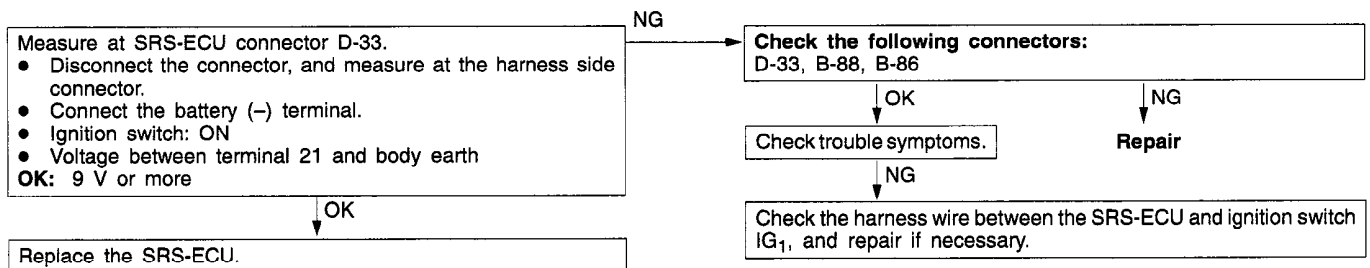 Measure at SRS-ECU connector D-33.
● Disconnect the connector, and measure at the harness side
connector.
● Connect the battery (–) terminal.
● Ignition switch: ON
● Voltage between terminal 21 and body earth
OK: 9 V or more
OK
Replace the SRS-ECU.
NG
Check the following connectors:
D-33, B-88, B-86
OK
NG
Check trouble symptoms.
Repair
NG
Check the harness wire between the SRS-ECU and ignition switch
IG₁, and repair if necessary.